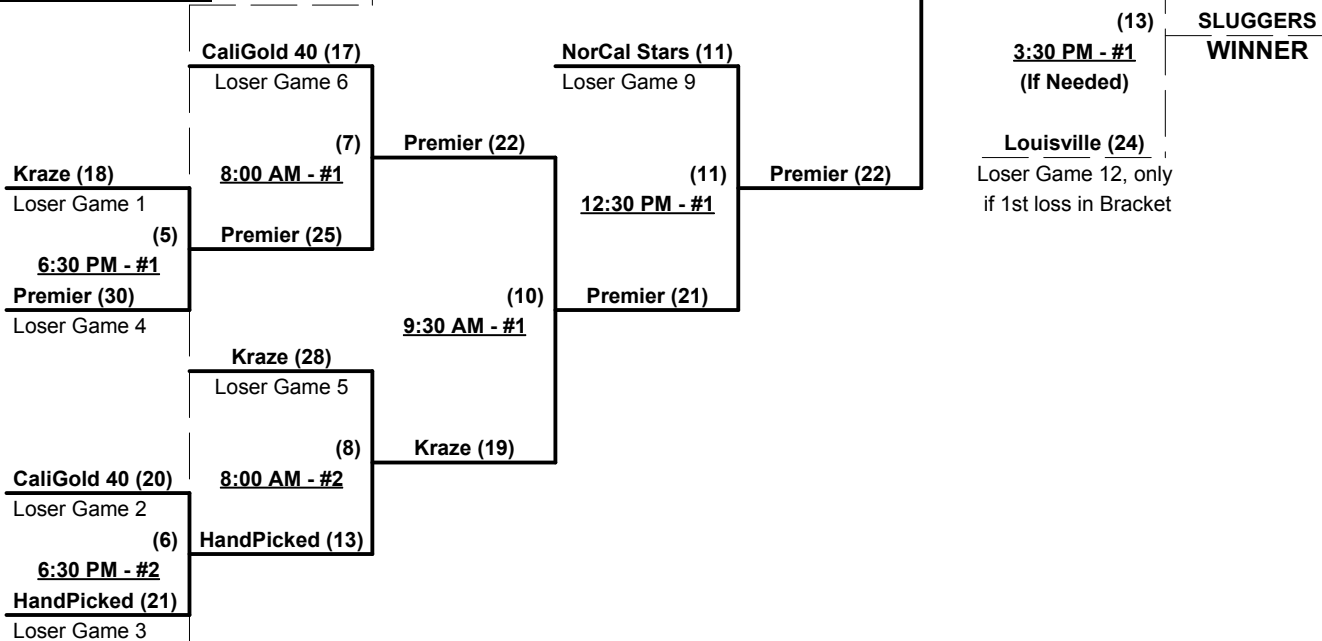 (13)
SLUGGERS
CaliGold 40 (17)
NorCal Stars (11)
3:30 PM - #1
WINNER
Loser Game 6
Loser Game 9
(If Needed)
(7)
Premier (22)
Louisville (24)
Kraze (18)
8:00 AM - #1
(11)
Premier (22)
Loser Game 12, only
Loser Game 1
12:30 PM - #1
if 1st loss in Bracket
(5)
Premier (25)
6:30 PM - #1
Premier (30)
(10)
Premier (21)
Loser Game 4
9:30 AM - #1
Kraze (28)
Loser Game 5
(8)
Kraze (19)
CaliGold 40 (20)
8:00 AM - #2
Loser Game 2
(6)
HandPicked (13)
6:30 PM - #2
HandPicked (21)
Loser Game 3